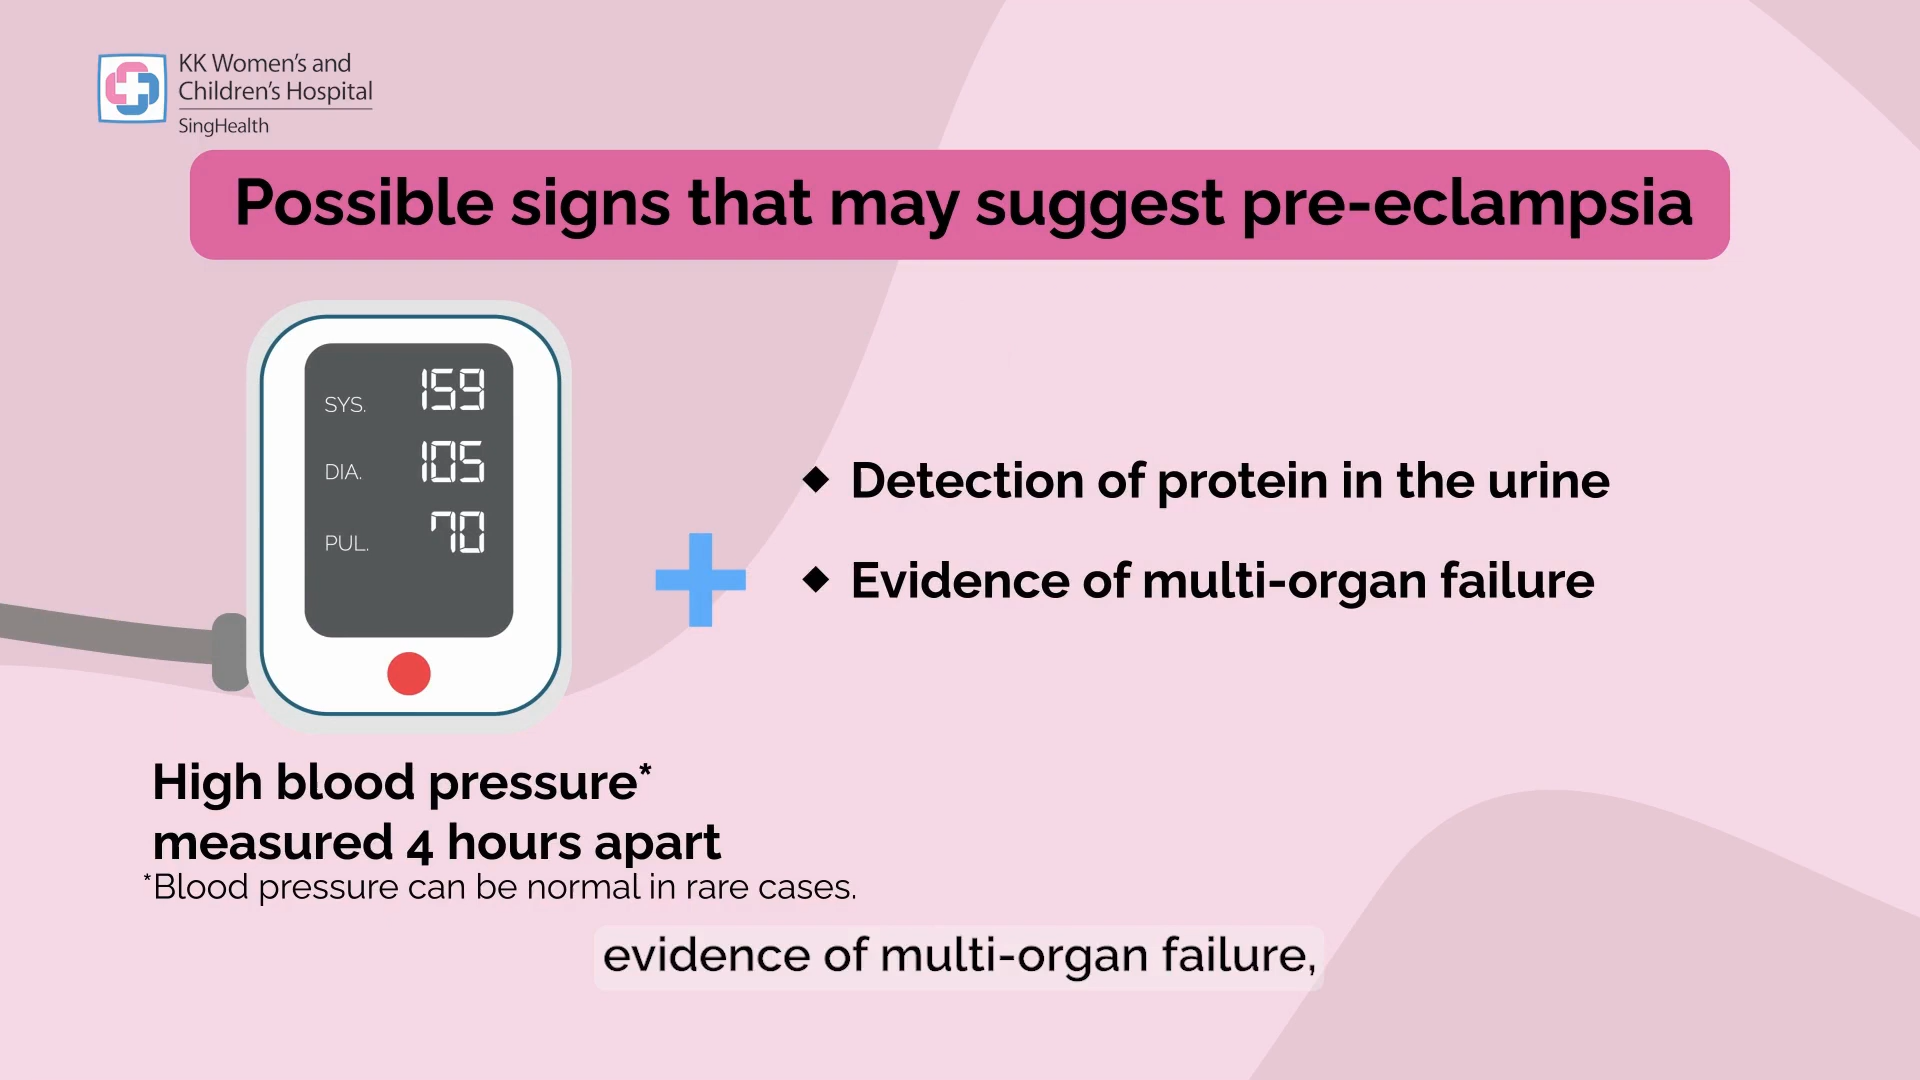 KK Women's and
Children's Hospital
SingHealth
Possible signs that may suggest pre-eclampsia
SYS. 159
DIA. 105
PUL. 70
◆ Detection of protein in the urine
◆ Evidence of multi-organ failure
High blood pressure*
measured 4 hours apart
*Blood pressure can be normal in rare cases.
evidence of multi-organ failure,